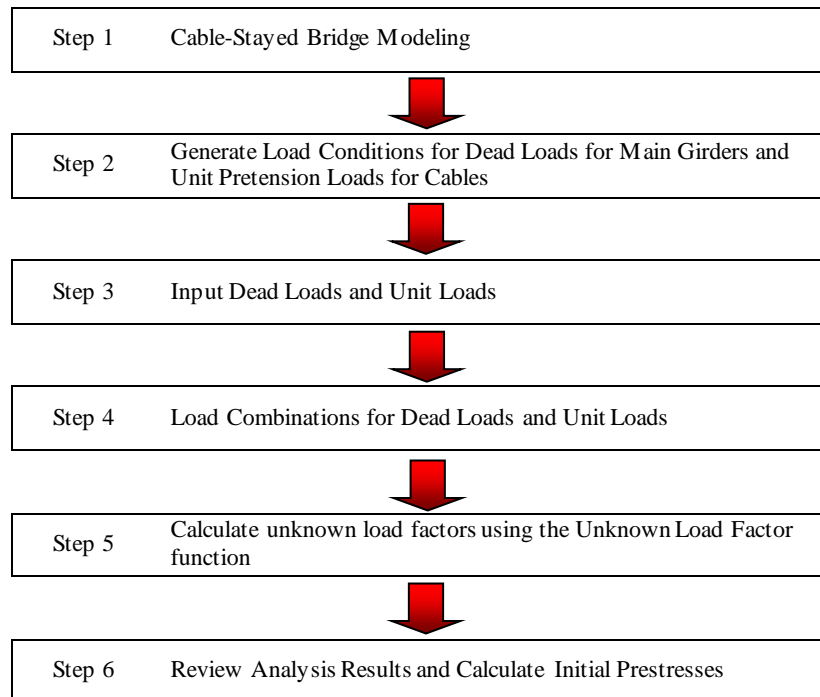 Step 1 Cable-Stayed Bridge Modeling
Step 2 Generate Load Conditions for Dead Loads for Main Girders and
Unit Pretension Loads for Cables
Step 3 Input Dead Loads and Unit Loads
Step 4 Load Combinations for Dead Loads and Unit Loads
Step 5 Calculate unknown load factors using the Unknown Load Factor
function
Step 6 Review Analysis Results and Calculate Initial Prestresses